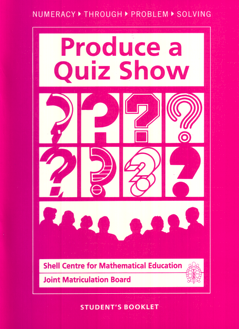 NUMERACY ▸ THROUGH ▸ PROBLEM ▸ SOLVING
Produce a
Quiz Show
? ? ? ?
? ? ? ?
Shell Centre for Mathematical Education
Joint Matriculation Board
STUDENT'S BOOKLET